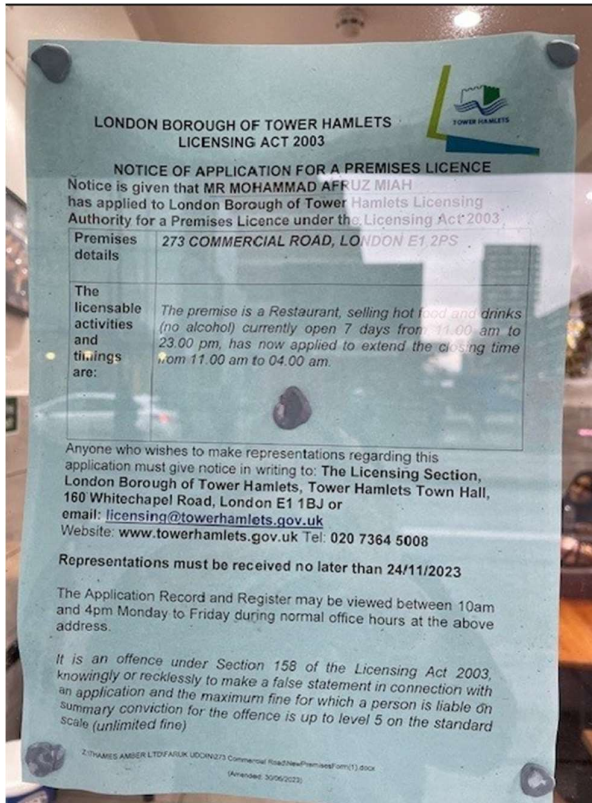 TOWER HAMLETS
LONDON BOROUGH OF TOWER HAMLETS
LICENSING ACT 2003
NOTICE OF APPLICATION FOR A PREMISES LICENCE
Notice is given that MR MOHAMMAD AFRUZ MIAH
has applied to London Borough of Tower Hamlets Licensing
Authority for a Premises Licence under the Licensing Act 2003
Premises details
273 COMMERCIAL ROAD, LONDON E1 2PS
The
licensable
activities
and
timings
are:
The premise is a Restaurant, selling hot food and drinks
(no alcohol) currently open 7 days from 11.00 am to
23.00 pm, has now applied to extend the closing time
from 11.00 am to 04.00 am.
Anyone who wishes to make representations regarding this
application must give notice in writing to: The Licensing Section,
London Borough of Tower Hamlets, Tower Hamlets Town Hall,
160 Whitechapel Road, London E1 1BJ or
email: licensing@towerhamlets.gov.uk
Website: www.towerhamlets.gov.uk Tel: 020 7364 5008
Representations must be received no later than 24/11/2023
The Application Record and Register may be viewed between 10am
and 4pm Monday to Friday during normal office hours at the above
address.
It is an offence under Section 158 of the Licensing Act 2003,
knowingly or recklessly to make a false statement in connection with
an application and the maximum fine for which a person is liable on
summary conviction for the offence is up to level 5 on the standard
scale (unlimited fine)
Z:\THAMES AMBER LTD\FARUK UDDIN\273 Commercial Road\NewPremisesForm(1).docx
(Amended: 30/06/2023)